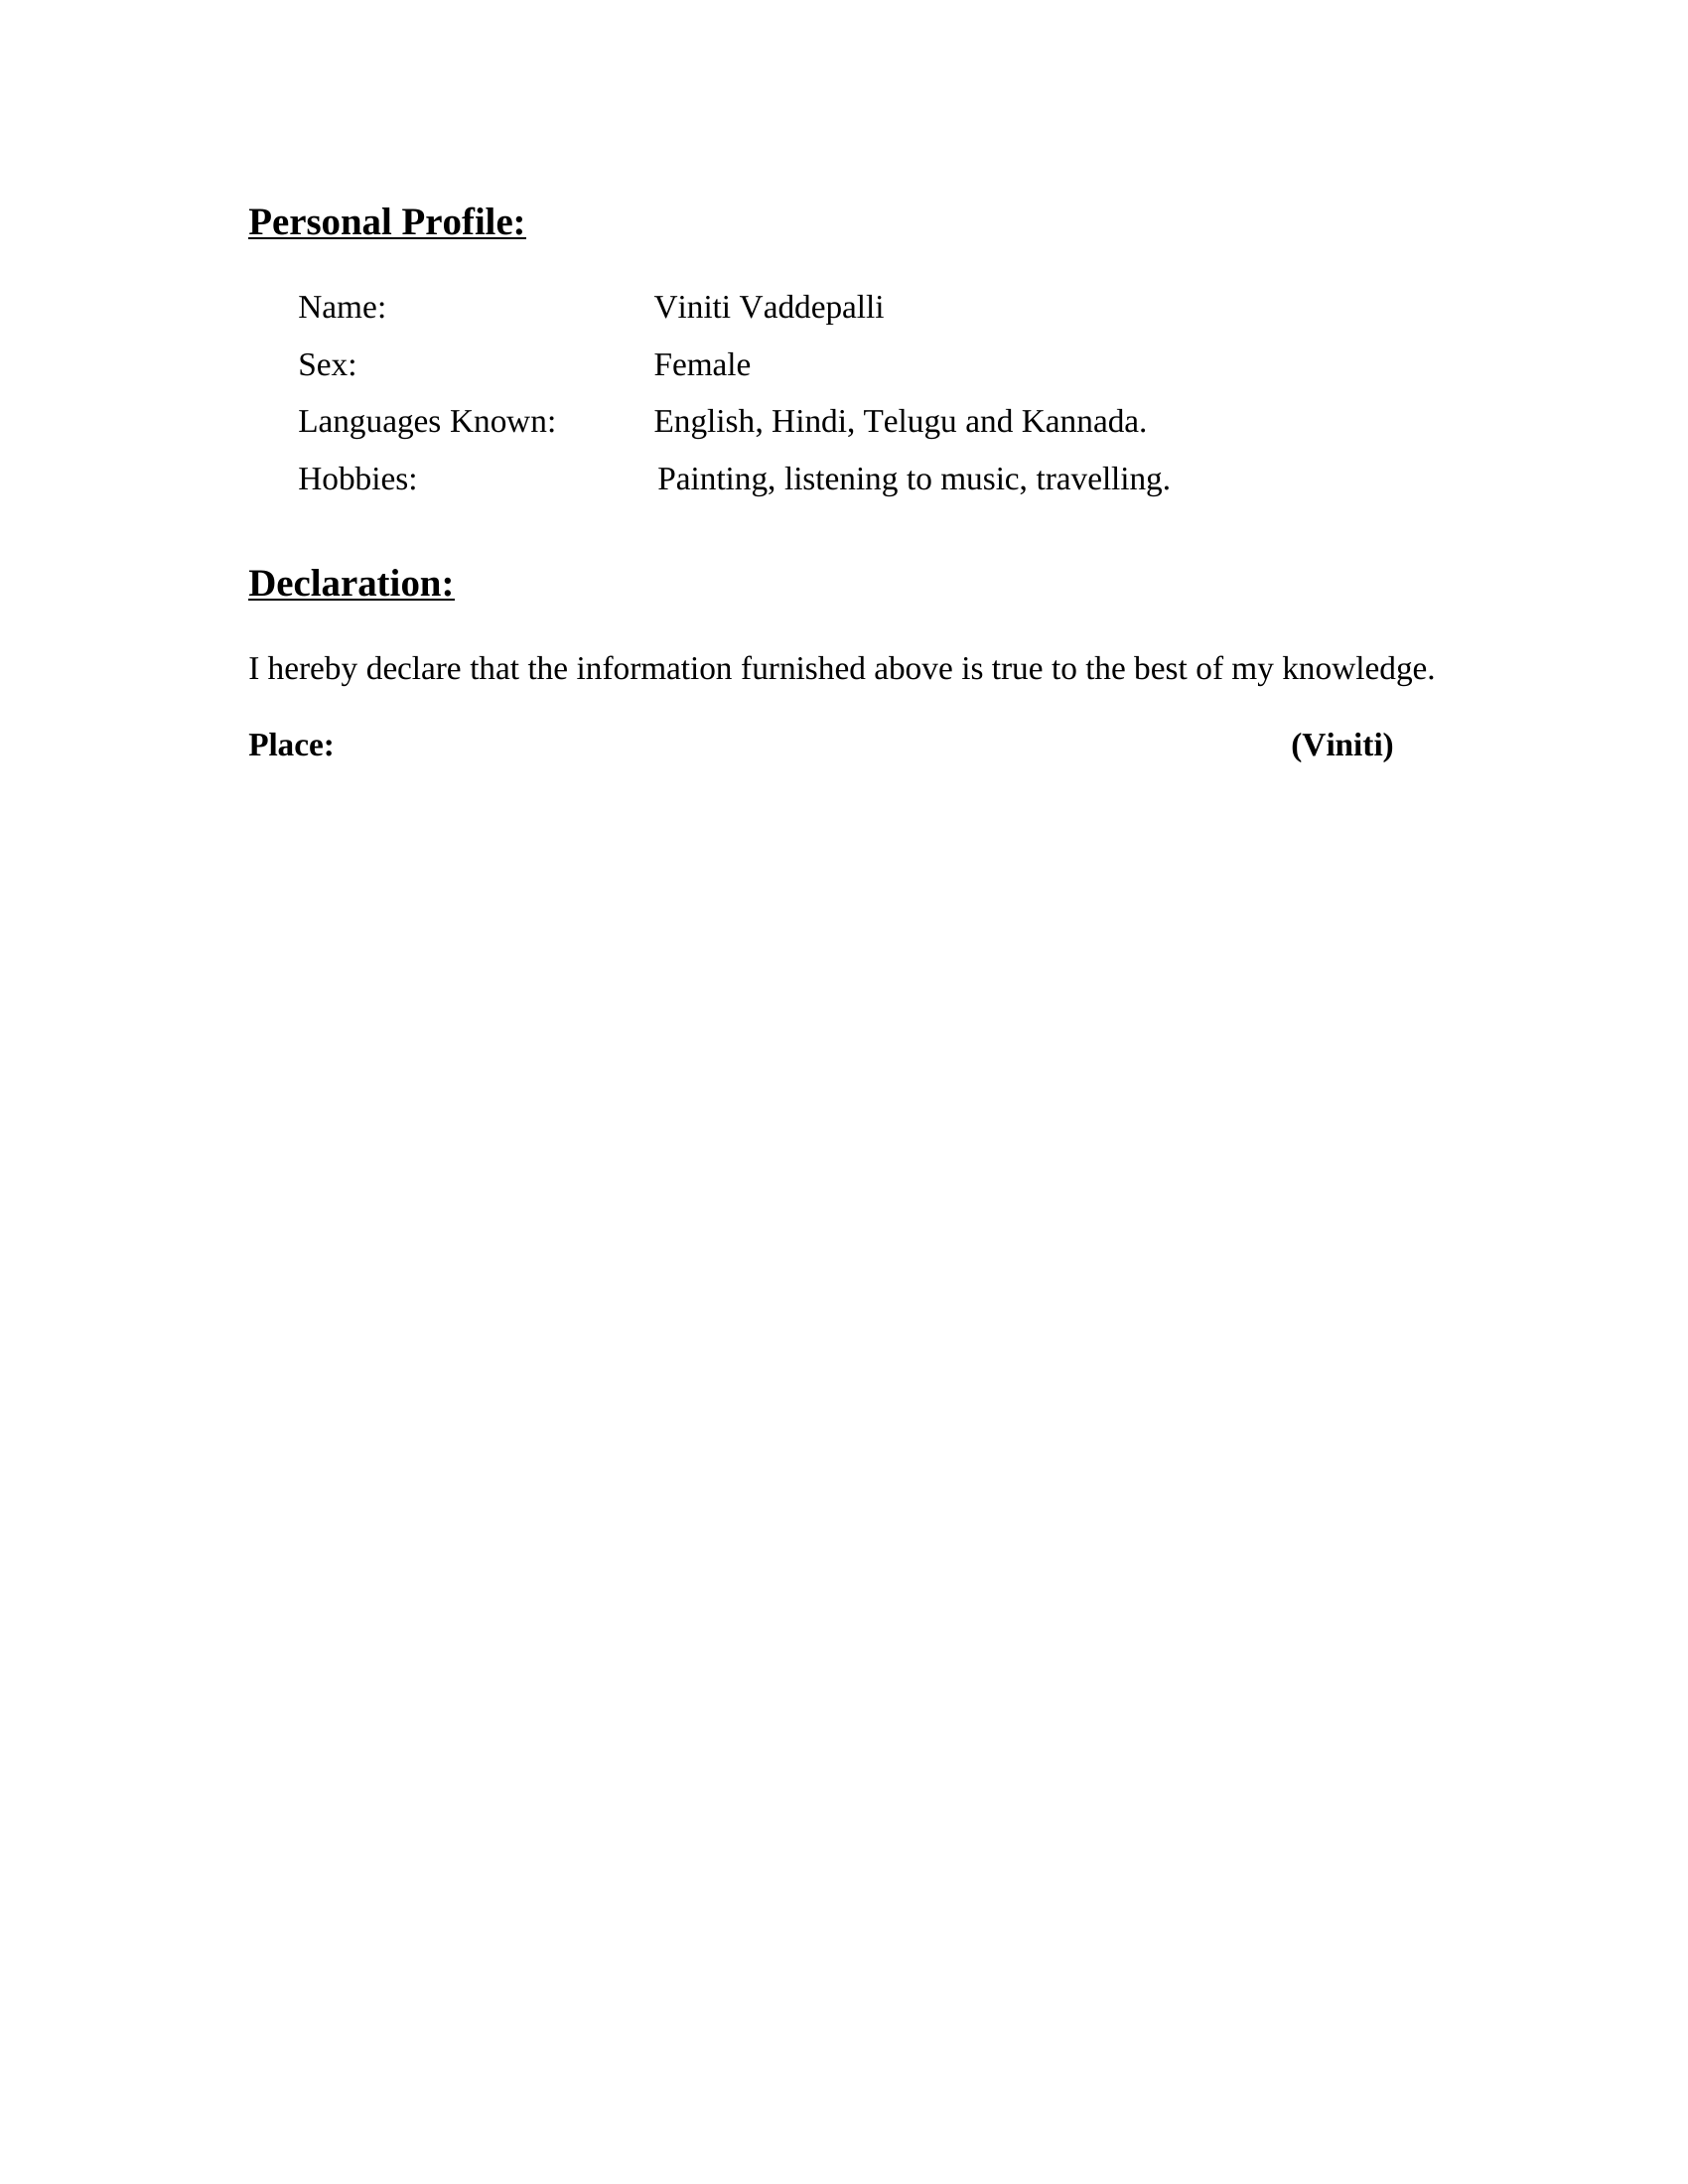 Personal Profile:
Name: Viniti Vaddepalli
Sex: Female
Languages Known: English, Hindi, Telugu and Kannada.
Hobbies: Painting, listening to music, travelling.
Declaration:
I hereby declare that the information furnished above is true to the best of my knowledge.
Place: (Viniti)